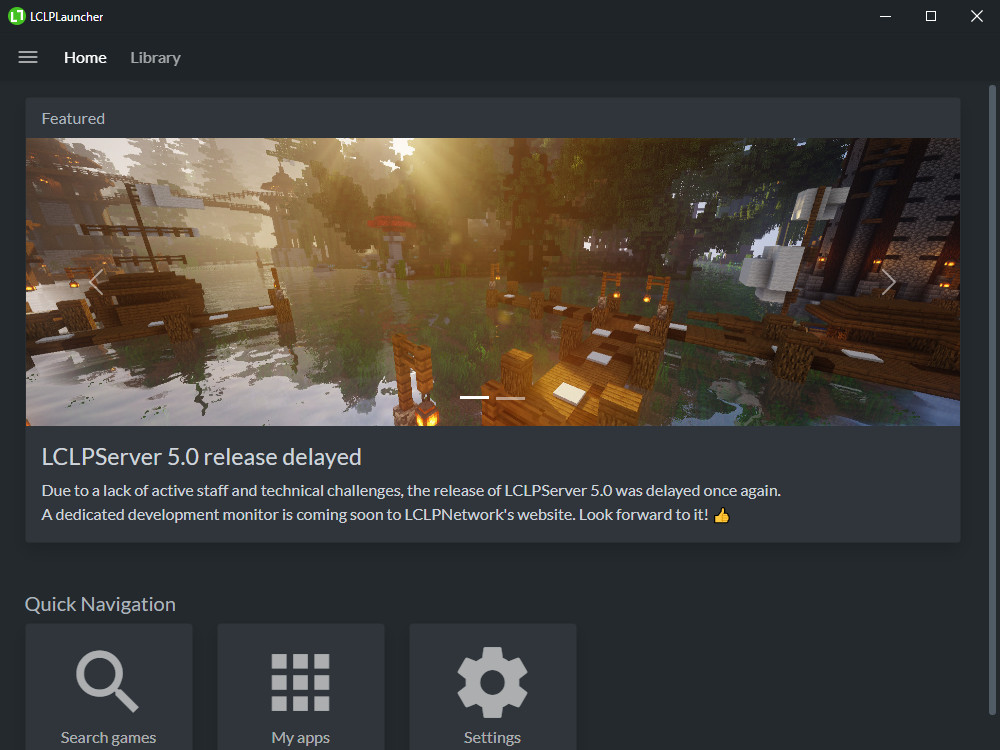 LCLPLauncher
Home Library
Featured
LCLPServer 5.0 release delayed
Due to a lack of active staff and technical challenges, the release of LCLPServer 5.0 was delayed once again.
A dedicated development monitor is coming soon to LCLPNetwork's website. Look forward to it! 👍
Quick Navigation
Search games My apps Settings